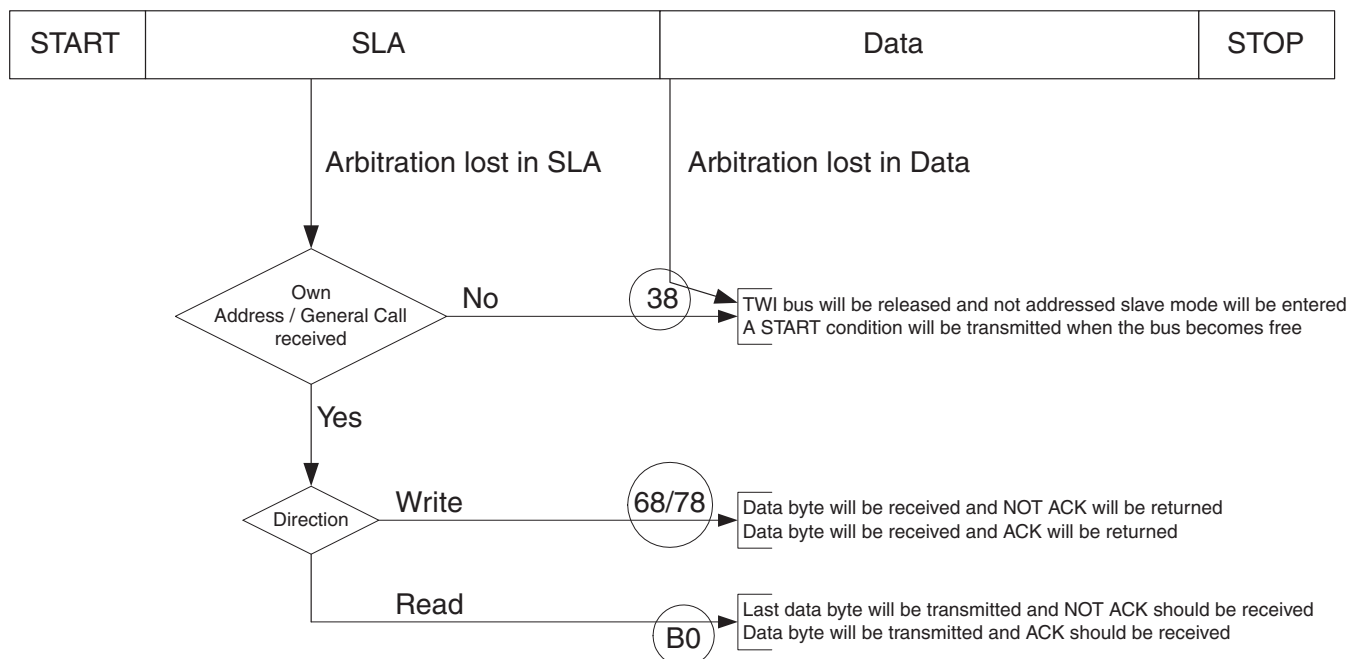 START SLA Data STOP
Arbitration lost in SLA Arbitration lost in Data
Own
Address / General Call
received
No
38
TWI bus will be released and not addressed slave mode will be entered
A START condition will be transmitted when the bus becomes free
Yes
Direction
Write
68/78
Data byte will be received and NOT ACK will be returned
Data byte will be received and ACK will be returned
Read
B0
Last data byte will be transmitted and NOT ACK should be received
Data byte will be transmitted and ACK should be received